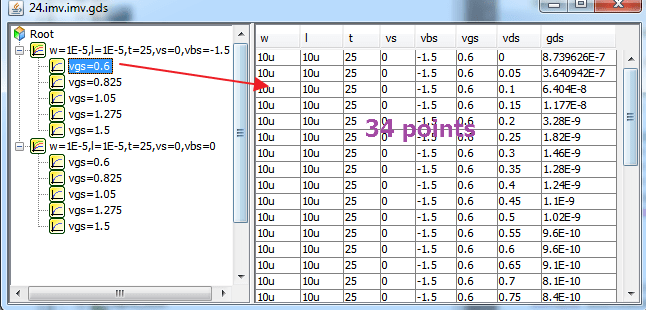 24.imv.imv.gds
Root
w=1E-5,l=1E-5,t=25,vs=0,vbs=-1.5
vgs=0.6
vgs=0.825
vgs=1.05
vgs=1.275
vgs=1.5
w=1E-5,l=1E-5,t=25,vs=0,vbs=0
vgs=0.6
vgs=0.825
vgs=1.05
vgs=1.275
vgs=1.5
w l t vs vbs vgs vds gds
10u 10u 25 0 -1.5 0.6 0 8.739626E-7
10u 10u 25 0 -1.5 0.6 0.05 3.640942E-7
10u 10u 25 0 -1.5 0.6 0.1 6.404E-8
10u 10u 25 0 -1.5 0.6 0.15 1.177E-8
10u 10u 25 0 -1.5 0.6 0.2 3.28E-9
34 points
10u 10u 25 0 -1.5 0.6 0.25 1.82E-9
10u 10u 25 0 -1.5 0.6 0.3 1.46E-9
10u 10u 25 0 -1.5 0.6 0.35 1.28E-9
10u 10u 25 0 -1.5 0.6 0.4 1.24E-9
10u 10u 25 0 -1.5 0.6 0.45 1.1E-9
10u 10u 25 0 -1.5 0.6 0.5 1.02E-9
10u 10u 25 0 -1.5 0.6 0.55 9.6E-10
10u 10u 25 0 -1.5 0.6 0.6 9.6E-10
10u 10u 25 0 -1.5 0.6 0.65 9.1E-10
10u 10u 25 0 -1.5 0.6 0.7 8.1E-10
10u 10u 25 0 -1.5 0.6 0.75 8.4E-10